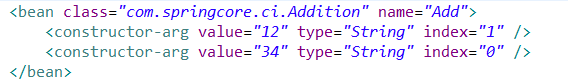 <bean class="com.springcore.ci.Addition" name="Add">
<constructor-arg value="12" type="String" index="1" />
<constructor-arg value="34" type="String" index="0" />
</bean>